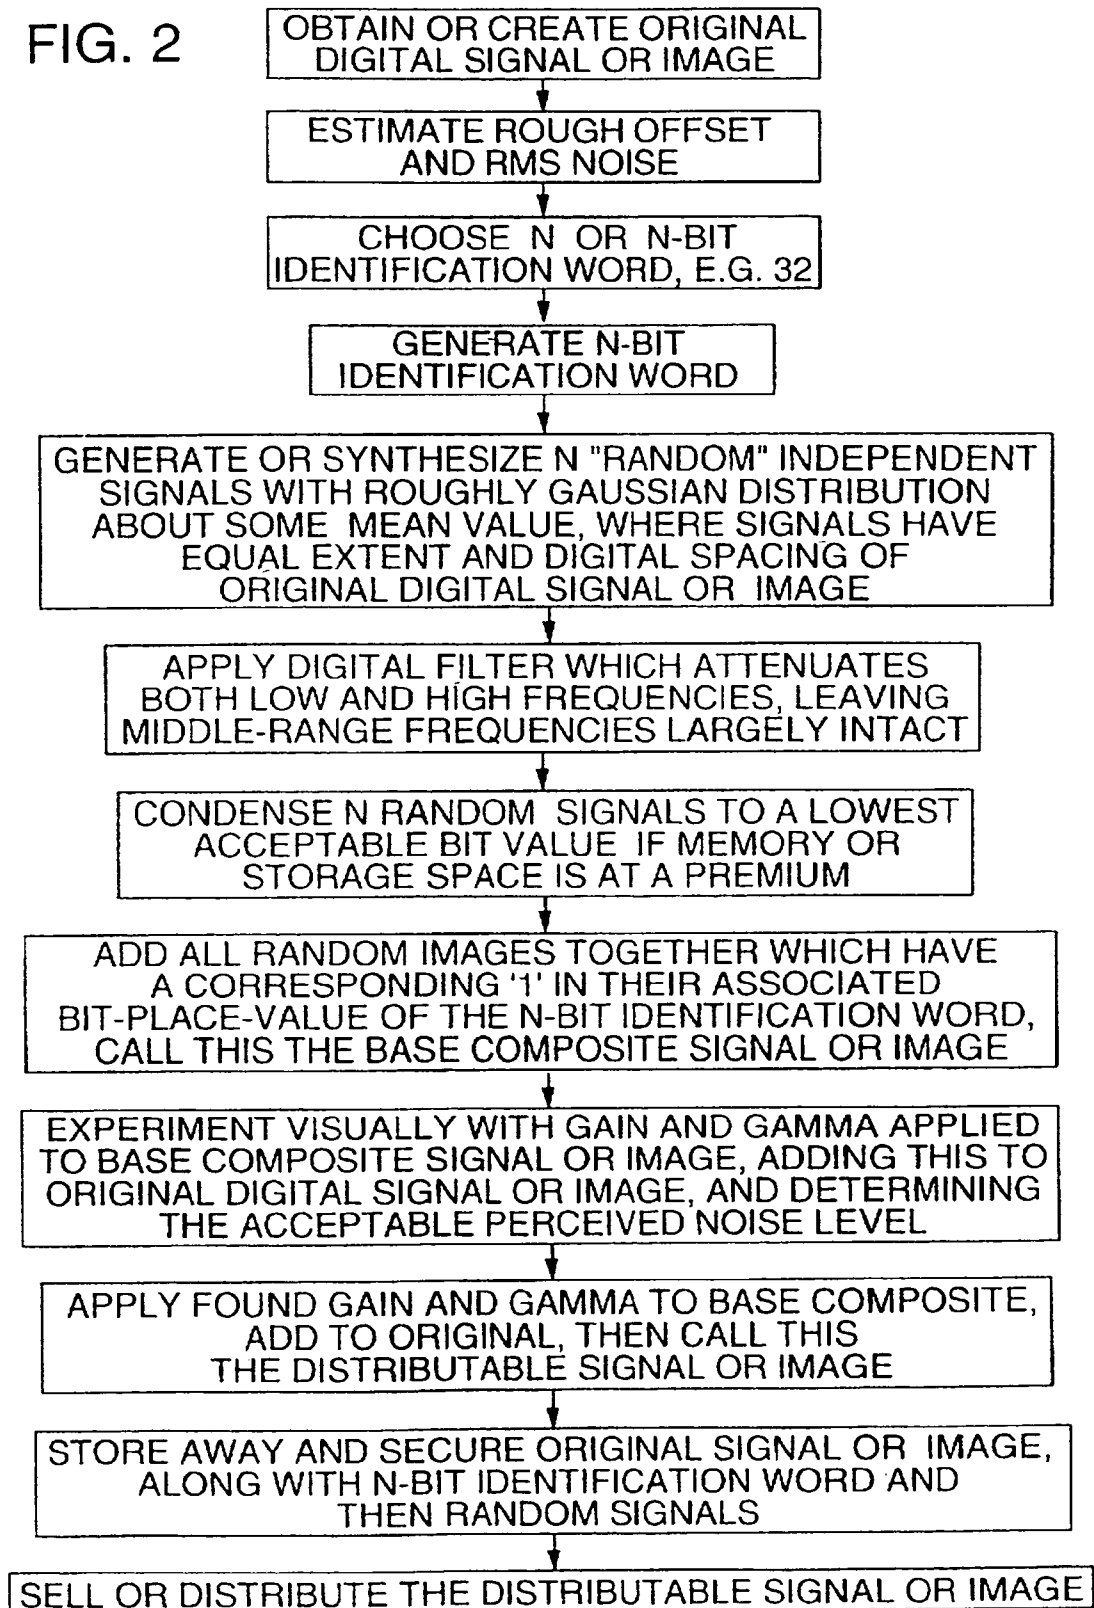 FIG. 2
OBTAIN OR CREATE ORIGINAL
DIGITAL SIGNAL OR IMAGE
ESTIMATE ROUGH OFFSET
AND RMS NOISE
CHOOSE N OR N-BIT
IDENTIFICATION WORD, E.G. 32
GENERATE N-BIT
IDENTIFICATION WORD
GENERATE OR SYNTHESIZE N "RANDOM" INDEPENDENT
SIGNALS WITH ROUGHLY GAUSSIAN DISTRIBUTION
ABOUT SOME MEAN VALUE, WHERE SIGNALS HAVE
EQUAL EXTENT AND DIGITAL SPACING OF
ORIGINAL DIGITAL SIGNAL OR IMAGE
APPLY DIGITAL FILTER WHICH ATTENUATES
BOTH LOW AND HIGH FREQUENCIES, LEAVING
MIDDLE-RANGE FREQUENCIES LARGELY INTACT
CONDENSE N RANDOM SIGNALS TO A LOWEST
ACCEPTABLE BIT VALUE IF MEMORY OR
STORAGE SPACE IS AT A PREMIUM
ADD ALL RANDOM IMAGES TOGETHER WHICH HAVE
A CORRESPONDING '1' IN THEIR ASSOCIATED
BIT-PLACE-VALUE OF THE N-BIT IDENTIFICATION WORD,
CALL THIS THE BASE COMPOSITE SIGNAL OR IMAGE
EXPERIMENT VISUALLY WITH GAIN AND GAMMA APPLIED
TO BASE COMPOSITE SIGNAL OR IMAGE, ADDING THIS TO
ORIGINAL DIGITAL SIGNAL OR IMAGE, AND DETERMINING
THE ACCEPTABLE PERCEIVED NOISE LEVEL
APPLY FOUND GAIN AND GAMMA TO BASE COMPOSITE,
ADD TO ORIGINAL, THEN CALL THIS
THE DISTRIBUTABLE SIGNAL OR IMAGE
STORE AWAY AND SECURE ORIGINAL SIGNAL OR IMAGE,
ALONG WITH N-BIT IDENTIFICATION WORD AND
THEN RANDOM SIGNALS
SELL OR DISTRIBUTE THE DISTRIBUTABLE SIGNAL OR IMAGE